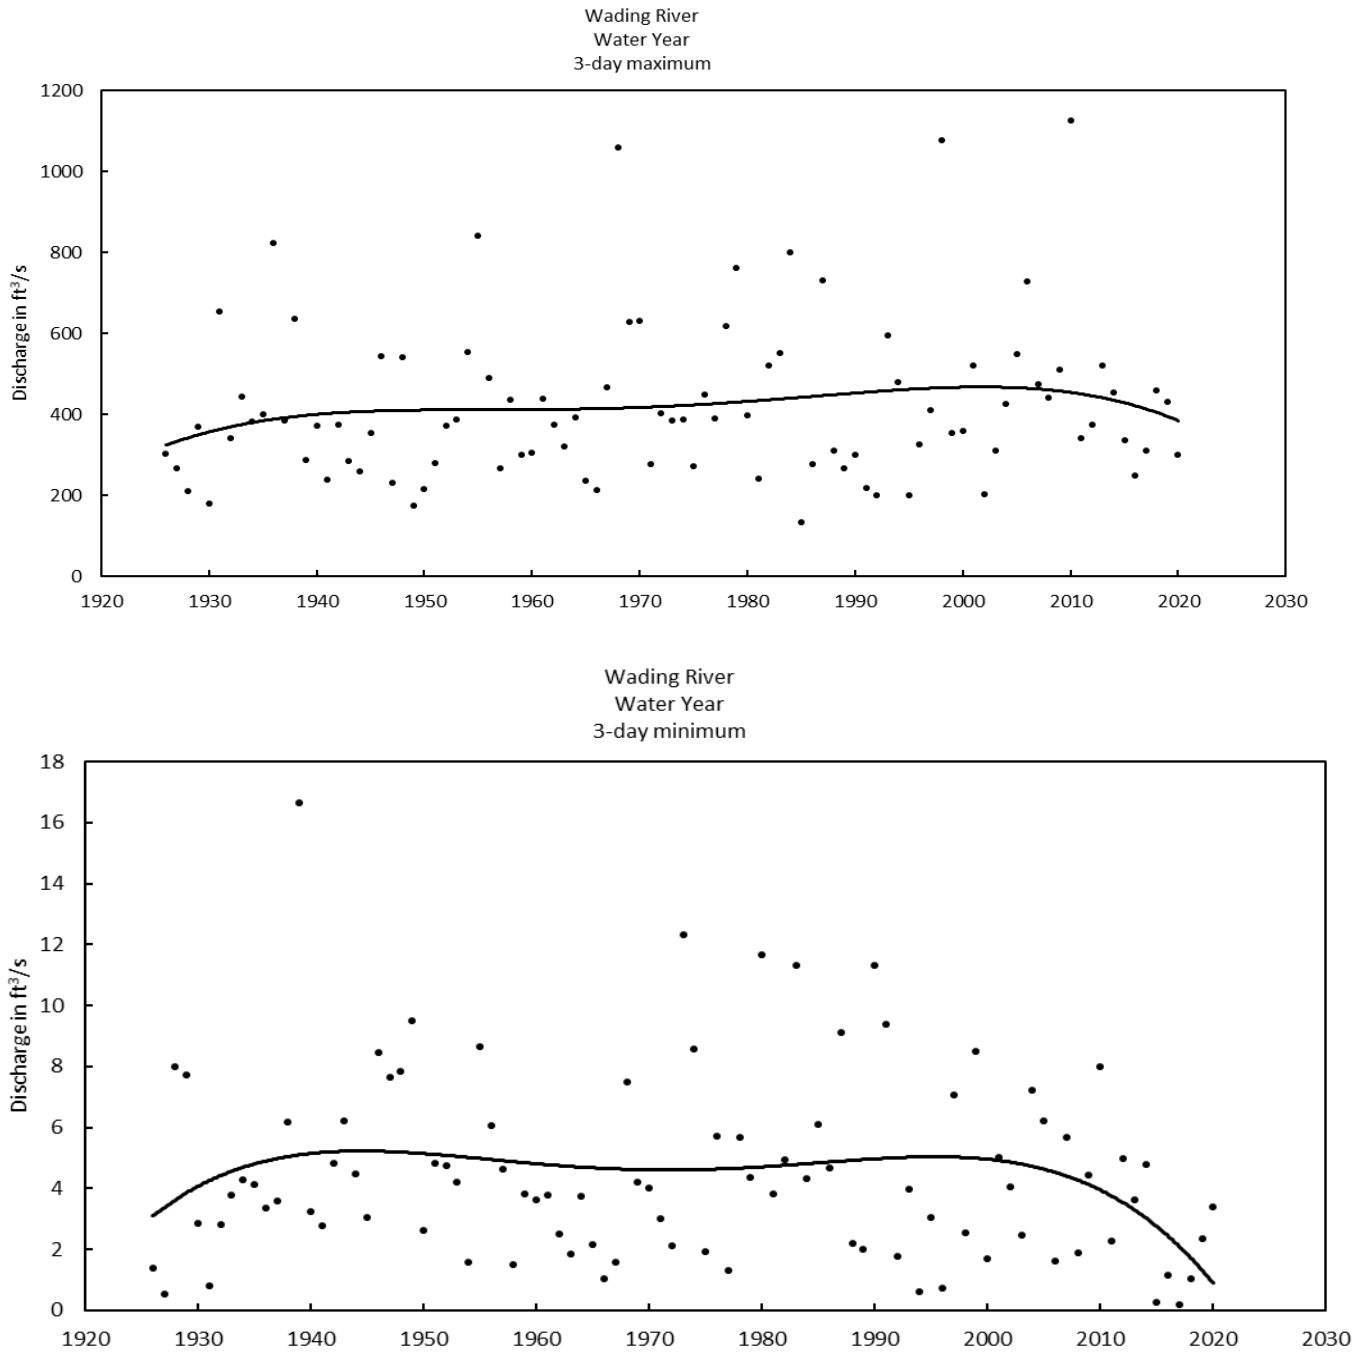 Wading River
Water Year
3-day maximum
Discharge in ft³/s
1200
1000
800
600
400
200
0
1920 1930 1940 1950 1960 1970 1980 1990 2000 2010 2020 2030
Wading River
Water Year
3-day minimum
Discharge in ft³/s
18
16
14
12
10
8
6
4
2
0
1920 1930 1940 1950 1960 1970 1980 1990 2000 2010 2020 2030